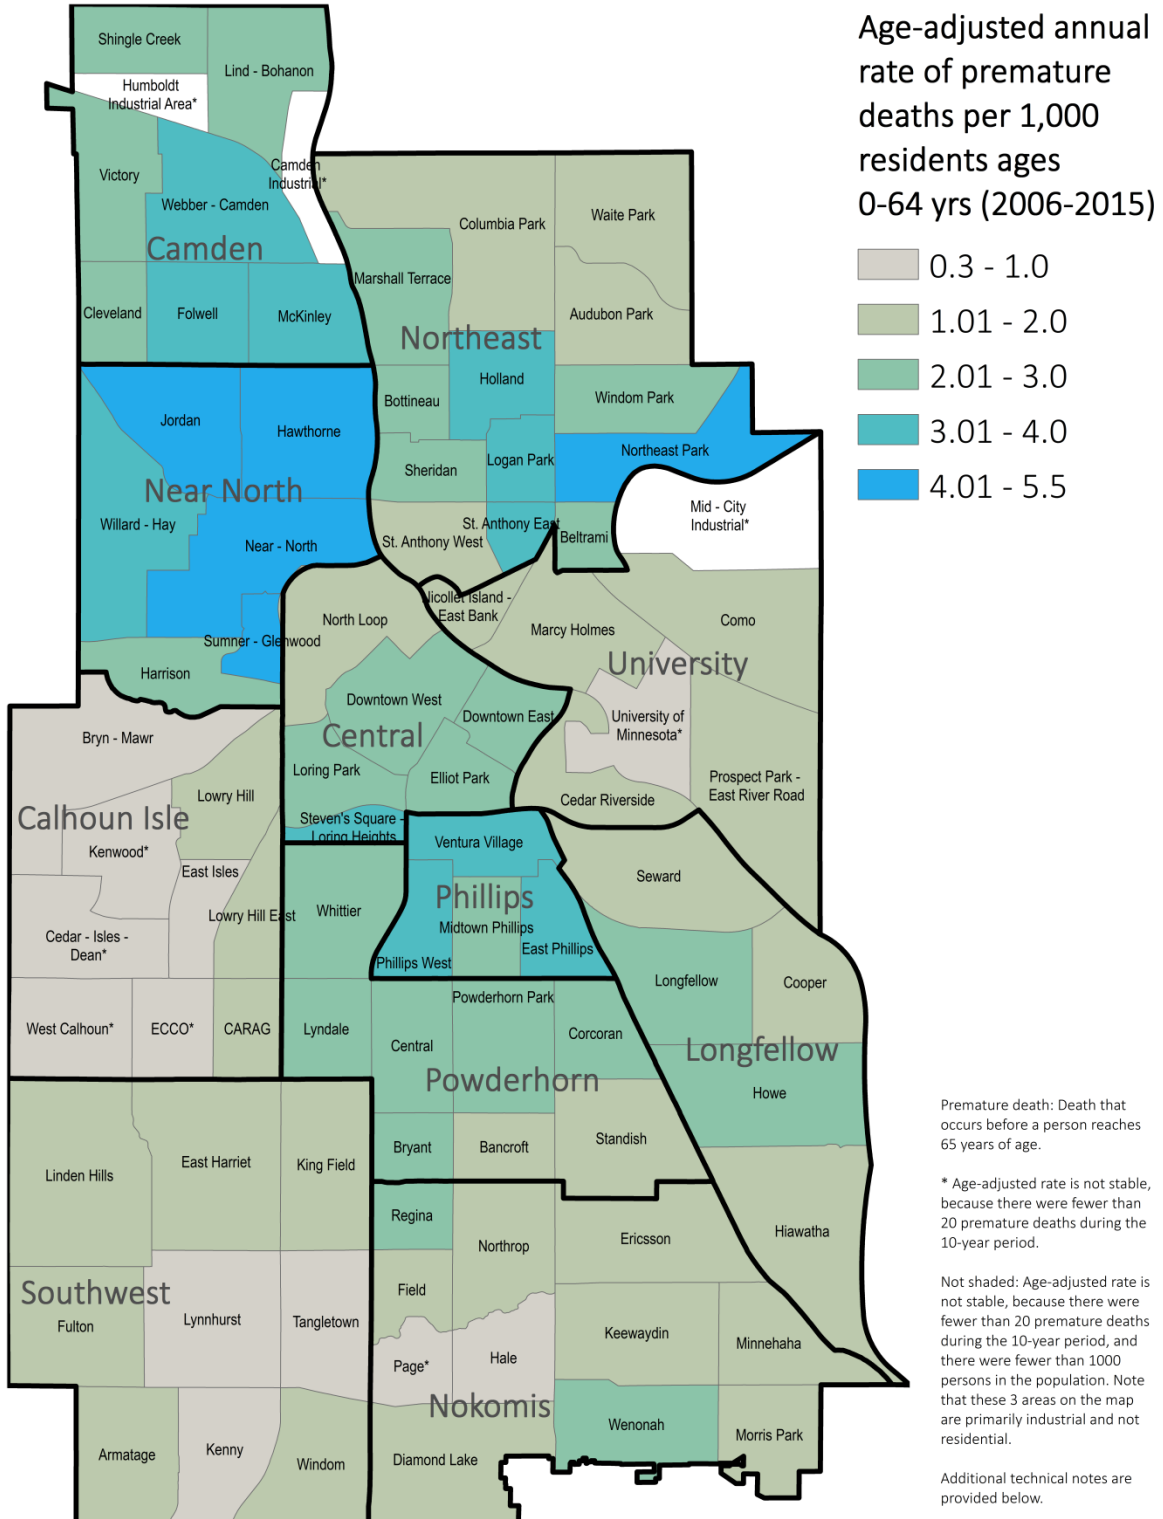 Age-adjusted annual
rate of premature
deaths per 1,000
residents ages
0-64 yrs (2006-2015)
0.3 - 1.0
1.01 - 2.0
2.01 - 3.0
3.01 - 4.0
4.01 - 5.5
Shingle Creek
Lind - Bohanon
Humboldt
Industrial Area*
Camden
Industrial*
Victory
Webber - Camden
Camden
Cleveland
Folwell
McKinley
Columbia Park
Waite Park
Marshall Terrace
Audubon Park
Northeast
Holland
Bottineau
Windom Park
Northeast Park
Logan Park
Sheridan
St. Anthony East
St. Anthony West
Beltrami
Mid - City
Industrial*
Jordan
Hawthorne
Near North
Willard - Hay
Near - North
Sumner - Glenwood
Harrison
North Loop
Nicollet Island -
East Bank
Marcy Holmes
Como
University
University of
Minnesota*
Prospect Park -
East River Road
Cedar Riverside
Downtown West
Downtown East
Central
Loring Park
Elliot Park
Steven's Square -
Loring Heights
Bryn - Mawr
Lowry Hill
Calhoun Isle
Kenwood*
East Isles
Lowry Hill East
Cedar - Isles -
Dean*
West Calhoun*
ECCO*
CARAG
Ventura Village
Phillips
Midtown Phillips
East Phillips
Phillips West
Whittier
Lyndale
Central
Powderhorn Park
Corcoran
Powderhorn
Bryant
Bancroft
Standish
Seward
Longfellow
Cooper
Longfellow
Howe
Hiawatha
Linden Hills
East Harriet
King Field
Southwest
Fulton
Lynnhurst
Tangletown
Armatage
Kenny
Windom
Regina
Northrop
Ericsson
Field
Keewaydin
Minnehaha
Page*
Hale
Nokomis
Wenonah
Morris Park
Diamond Lake
Premature death: Death that
occurs before a person reaches
65 years of age.
* Age-adjusted rate is not stable,
because there were fewer than
20 premature deaths during the
10-year period.
Not shaded: Age-adjusted rate is
not stable, because there were
fewer than 20 premature deaths
during the 10-year period, and
there were fewer than 1000
persons in the population. Note
that these 3 areas on the map
are primarily industrial and not
residential.
Additional technical notes are
provided below.